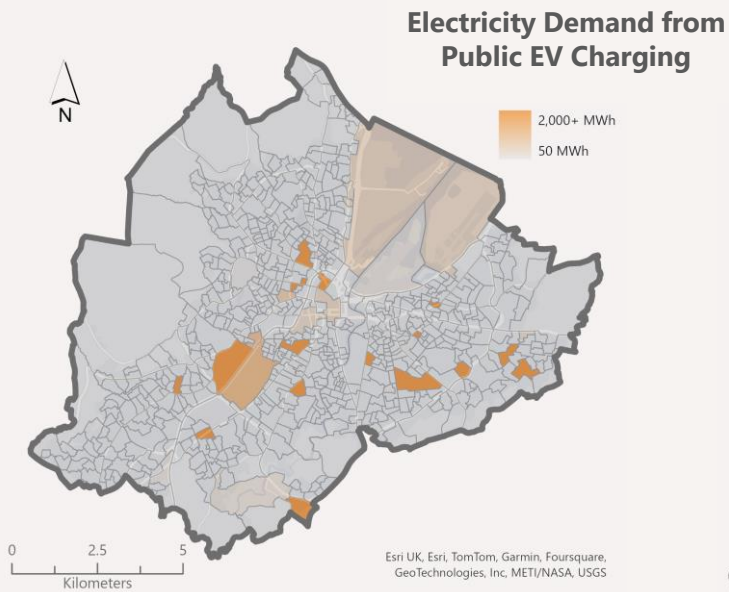 Electricity Demand from
Public EV Charging
N
2,000+ MWh
50 MWh
0 2.5 5
Kilometers
Esri UK, Esri, TomTom, Garmin, Foursquare,
GeoTechnologies, Inc, METI/NASA, USGS